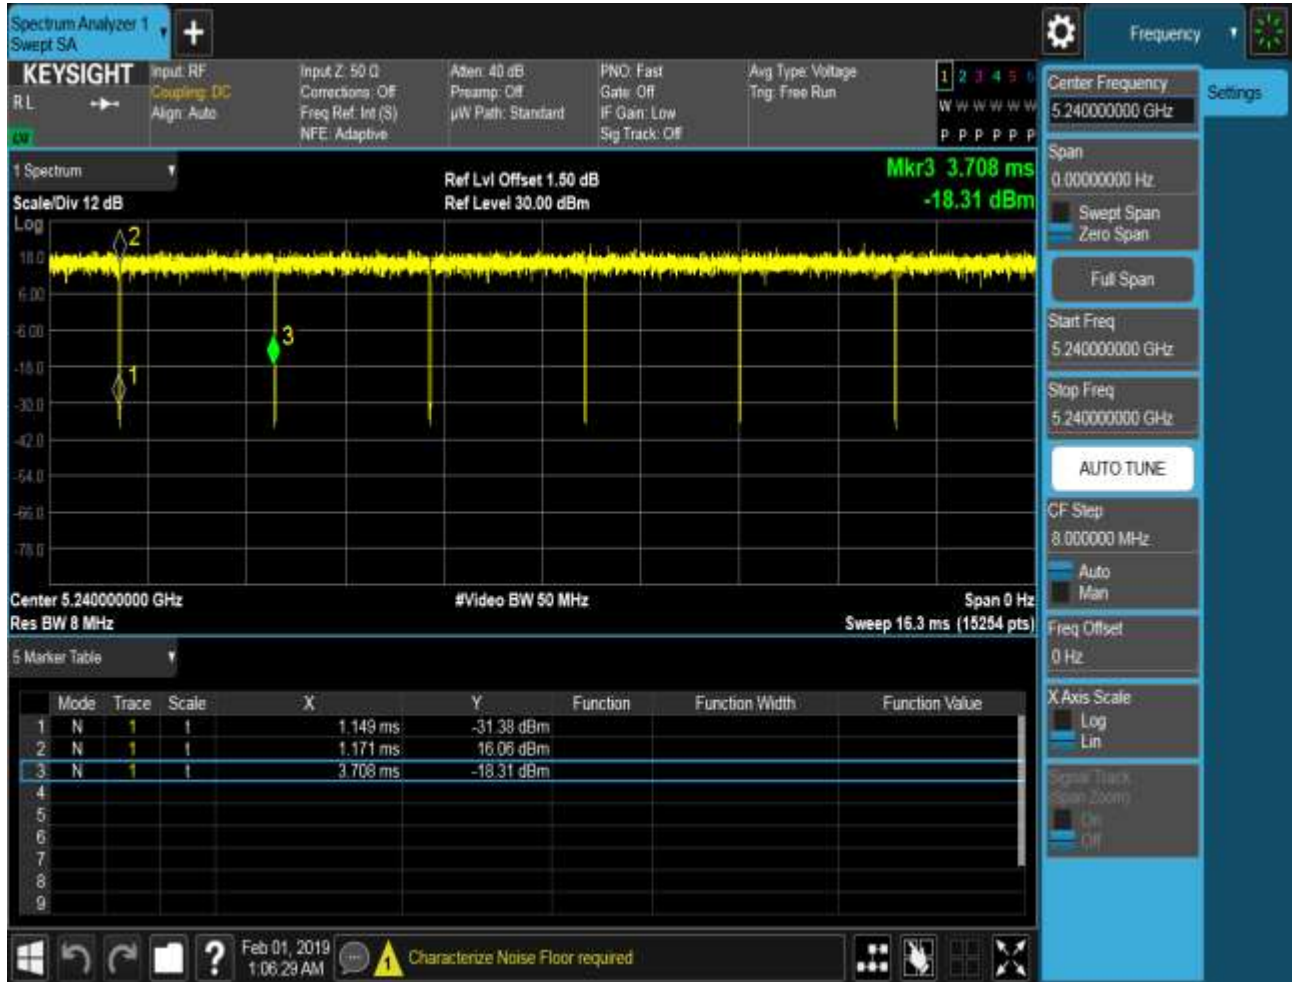 Spectrum Analyzer 1
Swept SA
Frequency
KEYSIGHT
Input: RF
Coupling: DC
Align: Auto
Input Z: 50 Ω
Corrections: Off
Freq Ref: Int (S)
NFE: Adaptive
Atten: 40 dB
Preamp: Off
µW Path: Standard
PNO: Fast
Gate: Off
IF Gain: Low
Sig Track: Off
Avg Type: Voltage
Trig: Free Run
1 2 3 4 5 6
W W W W W W
P P P P P P
R L
1 Spectrum
Scale/Div 12 dB
Ref Lvl Offset 1.50 dB
Ref Level 30.00 dBm
Mkr3 3.708 ms
-18.31 dBm
Log
18.0
6.00
-6.00
-18.0
-30.0
-42.0
-54.0
-66.0
-78.0
2
3
1
Center 5.240000000 GHz
#Video BW 50 MHz
Span 0 Hz
Res BW 8 MHz
Sweep 16.3 ms (15254 pts)
5 Marker Table
Mode Trace Scale X Y Function Function Width Function Value
1 N 1 t 1.149 ms -31.38 dBm
2 N 1 t 1.171 ms 16.06 dBm
3 N 1 t 3.708 ms -18.31 dBm
4
5
6
7
8
9
Center Frequency
5.240000000 GHz
Settings
Span
0.00000000 Hz
Swept Span
Zero Span
Full Span
Start Freq
5.240000000 GHz
Stop Freq
5.240000000 GHz
AUTO TUNE
CF Step
8.000000 MHz
Auto
Man
Freq Offset
0 Hz
X Axis Scale
Log
Lin
Signal Track
(Span Zoom)
On
Off
?
Feb 01, 2019
1:06:29 AM
1
Characterize Noise Floor required